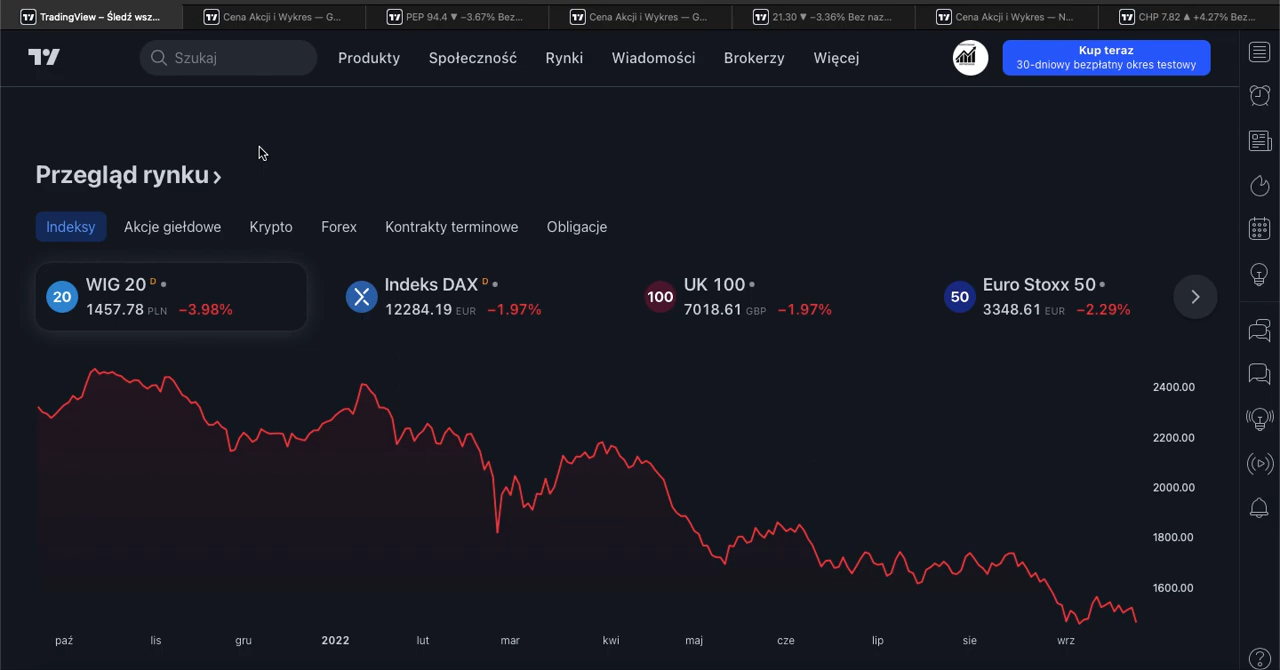 TradingView — Śledź wsz...
Cena Akcji i Wykres — G...
PEP 94.4 ▼ −3.67% Bez...
Cena Akcji i Wykres — G...
21.30 ▼ −3.36% Bez naz...
Cena Akcji i Wykres — N...
CHP 7.82 ▲ +4.27% Bez...
Szukaj
Produkty
Społeczność
Rynki
Wiadomości
Brokerzy
Więcej
Kup teraz
30-dniowy bezpłatny okres testowy
Przegląd rynku ›
Indeksy
Akcje giełdowe
Krypto
Forex
Kontrakty terminowe
Obligacje
20
WIG 20 D
1457.78 PLN −3.98%
Indeks DAX D
12284.19 EUR −1.97%
100
UK 100
7018.61 GBP −1.97%
50
Euro Stoxx 50
3348.61 EUR −2.29%
2400.00
2200.00
2000.00
1800.00
1600.00
paź
lis
gru
2022
lut
mar
kwi
maj
cze
lip
sie
wrz